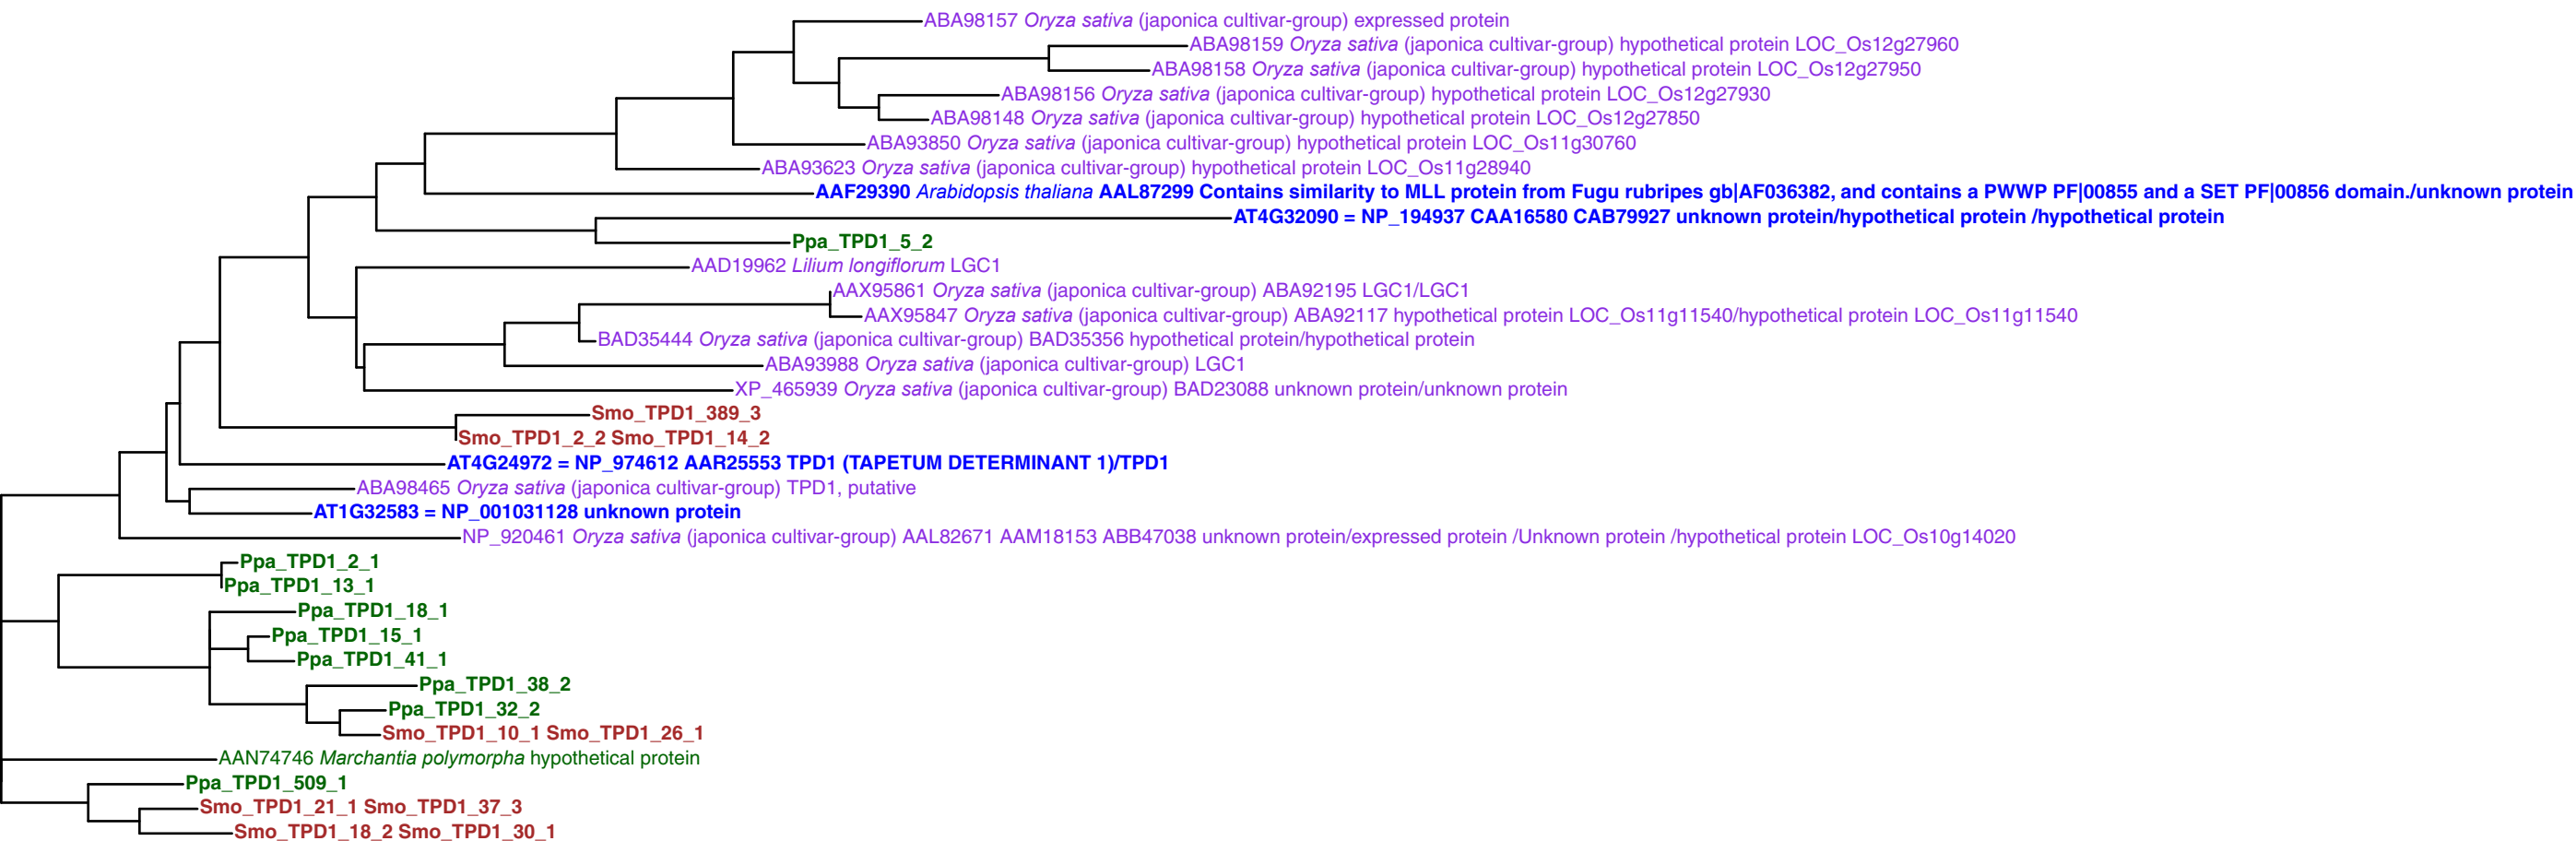 ABA98157 Oryza sativa (japonica cultivar-group) expressed protein
ABA98159 Oryza sativa (japonica cultivar-group) hypothetical protein LOC_Os12g27960
ABA98158 Oryza sativa (japonica cultivar-group) hypothetical protein LOC_Os12g27950
ABA98156 Oryza sativa (japonica cultivar-group) hypothetical protein LOC_Os12g27930
ABA98148 Oryza sativa (japonica cultivar-group) hypothetical protein LOC_Os12g27850
ABA93850 Oryza sativa (japonica cultivar-group) hypothetical protein LOC_Os11g30760
ABA93623 Oryza sativa (japonica cultivar-group) hypothetical protein LOC_Os11g28940
AAF29390 Arabidopsis thaliana AAL87299 Contains similarity to MLL protein from Fugu rubripes gb|AF036382, and contains a PWWP PF|00855 and a SET PF|00856 domain./unknown protein
AT4G32090 = NP_194937 CAA16580 CAB79927 unknown protein/hypothetical protein /hypothetical protein
Ppa_TPD1_5_2
AAD19962 Lilium longiflorum LGC1
AAX95861 Oryza sativa (japonica cultivar-group) ABA92195 LGC1/LGC1
AAX95847 Oryza sativa (japonica cultivar-group) ABA92117 hypothetical protein LOC_Os11g11540/hypothetical protein LOC_Os11g11540
BAD35444 Oryza sativa (japonica cultivar-group) BAD35356 hypothetical protein/hypothetical protein
ABA93988 Oryza sativa (japonica cultivar-group) LGC1
XP_465939 Oryza sativa (japonica cultivar-group) BAD23088 unknown protein/unknown protein
Smo_TPD1_389_3
Smo_TPD1_2_2 Smo_TPD1_14_2
AT4G24972 = NP_974612 AAR25553 TPD1 (TAPETUM DETERMINANT 1)/TPD1
ABA98465 Oryza sativa (japonica cultivar-group) TPD1, putative
AT1G32583 = NP_001031128 unknown protein
NP_920461 Oryza sativa (japonica cultivar-group) AAL82671 AAM18153 ABB47038 unknown protein/expressed protein /Unknown protein /hypothetical protein LOC_Os10g14020
Ppa_TPD1_2_1
Ppa_TPD1_13_1
Ppa_TPD1_18_1
Ppa_TPD1_15_1
Ppa_TPD1_41_1
Ppa_TPD1_38_2
Ppa_TPD1_32_2
Smo_TPD1_10_1 Smo_TPD1_26_1
AAN74746 Marchantia polymorpha hypothetical protein
Ppa_TPD1_509_1
Smo_TPD1_21_1 Smo_TPD1_37_3
Smo_TPD1_18_2 Smo_TPD1_30_1